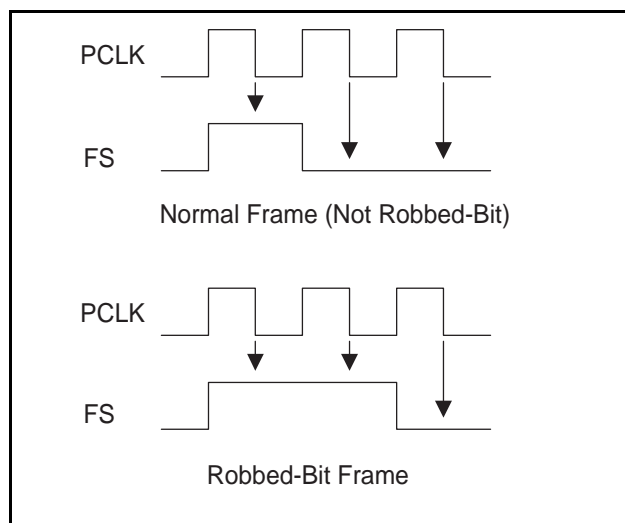 PCLK
FS
Normal Frame (Not Robbed-Bit)
PCLK
FS
Robbed-Bit Frame